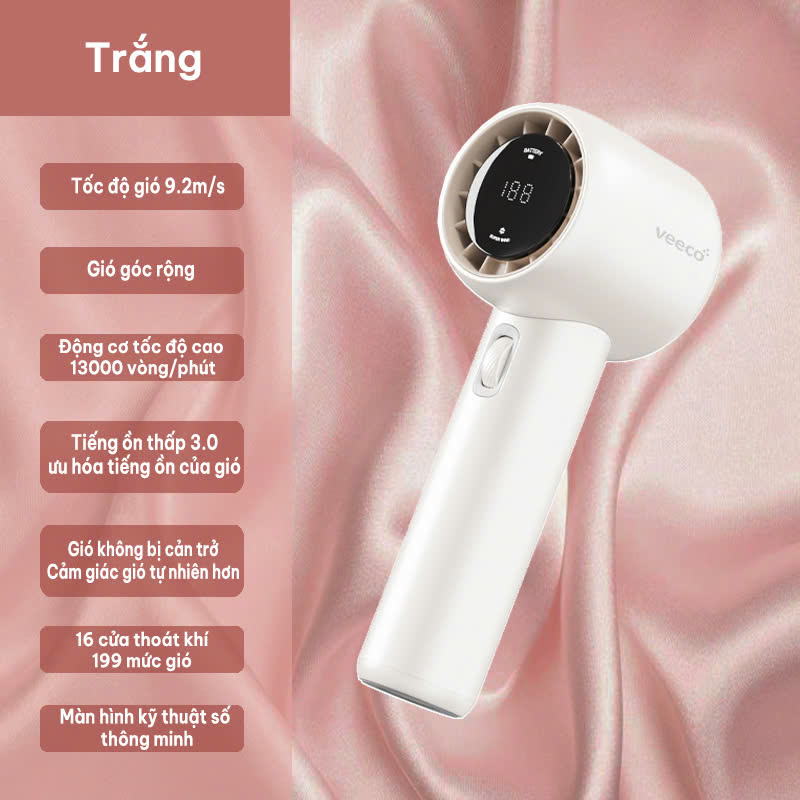 Trắng
Tốc độ gió 9.2m/s
Gió góc rộng
Động cơ tốc độ cao
13000 vòng/phút
Tiếng ồn thấp 3.0
ưu hóa tiếng ồn của gió
Gió không bị cản trở
Cảm giác gió tự nhiên hơn
16 cửa thoát khí
199 mức gió
Màn hình kỹ thuật số
thông minh
BATTERY
188
veeco